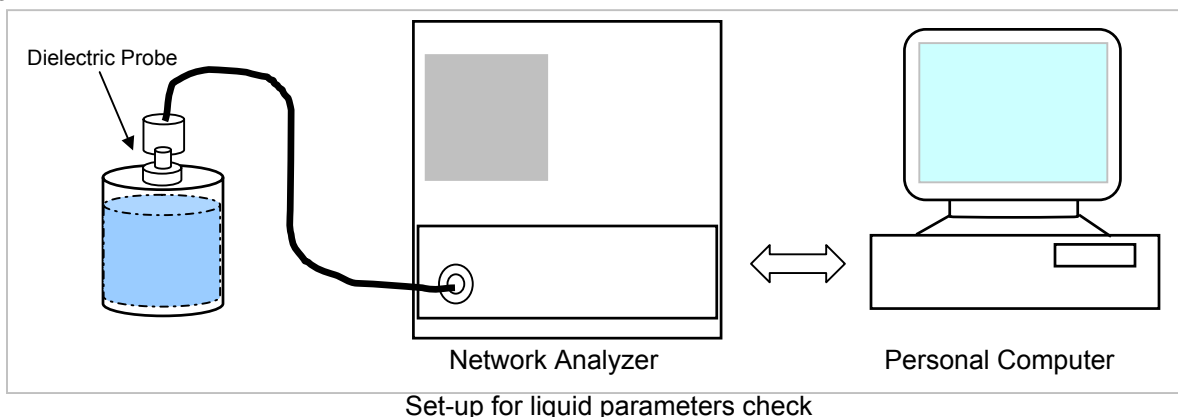 Dielectric Probe
Network Analyzer
Personal Computer
Set-up for liquid parameters check